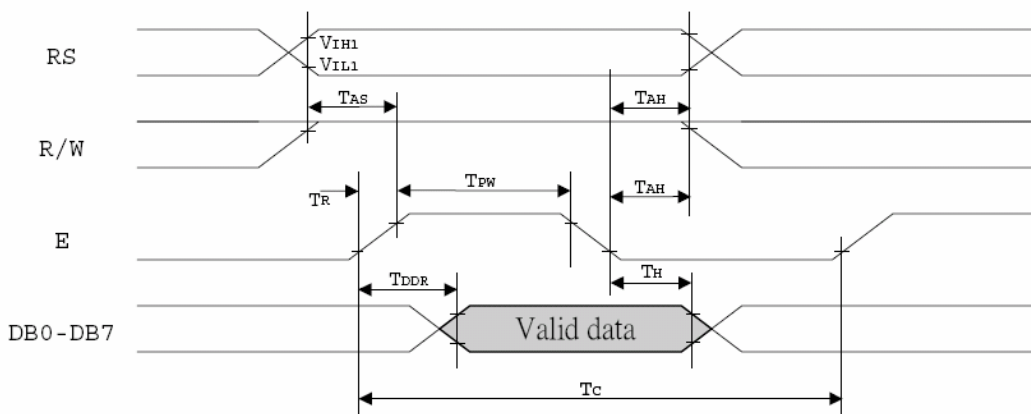 RS
VIH1
VIL1
TAS
TAH
R/W
TR
TPW
TAH
E
TDDR
TH
DB0-DB7
Valid data
TC